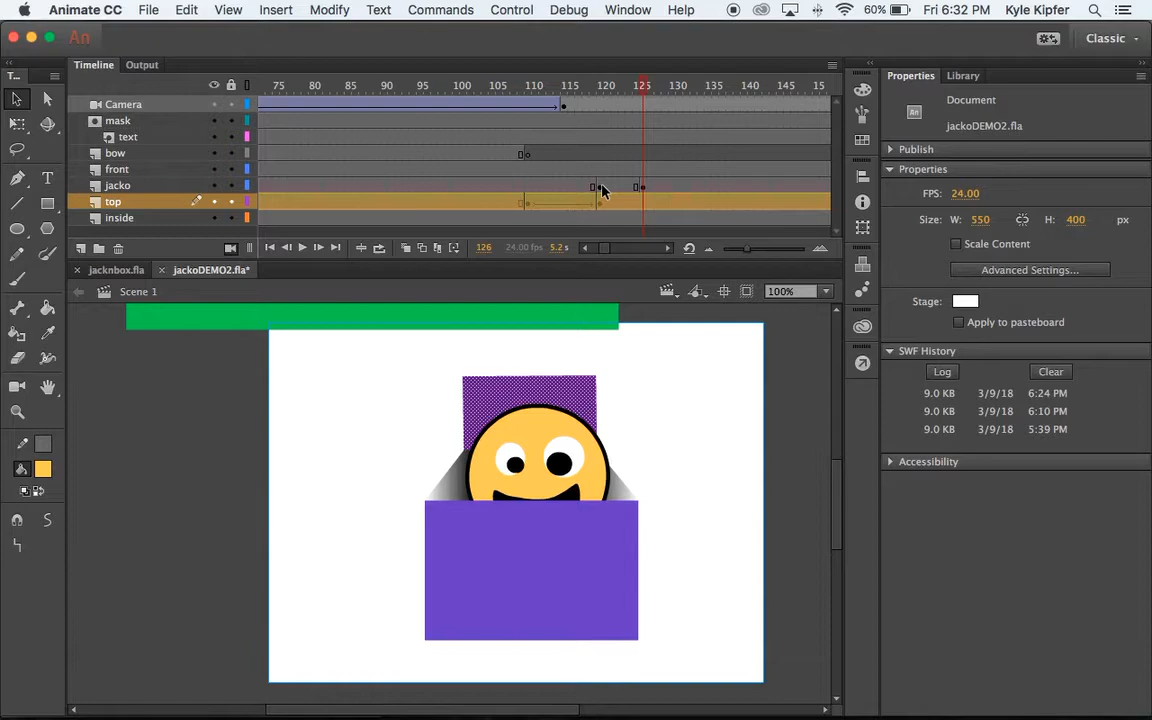 Animate CC File Edit View Insert Modify Text Commands Control Debug Window Help 60% Fri 6:32 PM Kyle Kipfer
An Classic
T... Timeline Output Properties Library
75 80 85 90 95 100 105 110 115 120 125 130 135 140 145 15
Camera
mask
text
bow
front
jacko
top
inside
126 24.00 fps 5.2 s
jacknbox.fla jackoDEMO2.fla*
Scene 1 100%
An Document
jackoDEMO2.fla
Publish
Properties
FPS: 24.00
Size: W: 550 H: 400 px
Scale Content
Advanced Settings...
Stage:
Apply to pasteboard
SWF History
Log Clear
9.0 KB 3/9/18 6:24 PM
9.0 KB 3/9/18 6:10 PM
9.0 KB 3/9/18 5:39 PM
Accessibility